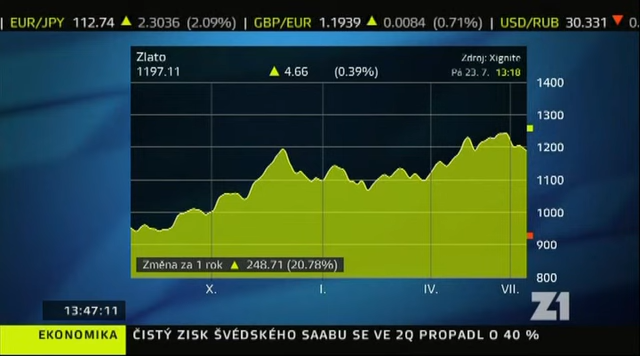 | EUR/JPY 112.74 ▲ 2.3036 (2.09%) | GBP/EUR 1.1939 ▲ 0.0084 (0.71%) | USD/RUB 30.331 ▼ 0.
Zlato
Zdroj: Xignite
1197.11 ▲ 4.66 (0.39%)
Pá 23. 7. 13:18
1400
1300
1200
1100
1000
900
800
Změna za 1 rok ▲ 248.71 (20.78%)
X. I. IV. VII.
13:47:11
Z1
EKONOMIKA ČISTÝ ZISK ŠVÉDSKÉHO SAABU SE VE 2Q PROPADL O 40 %